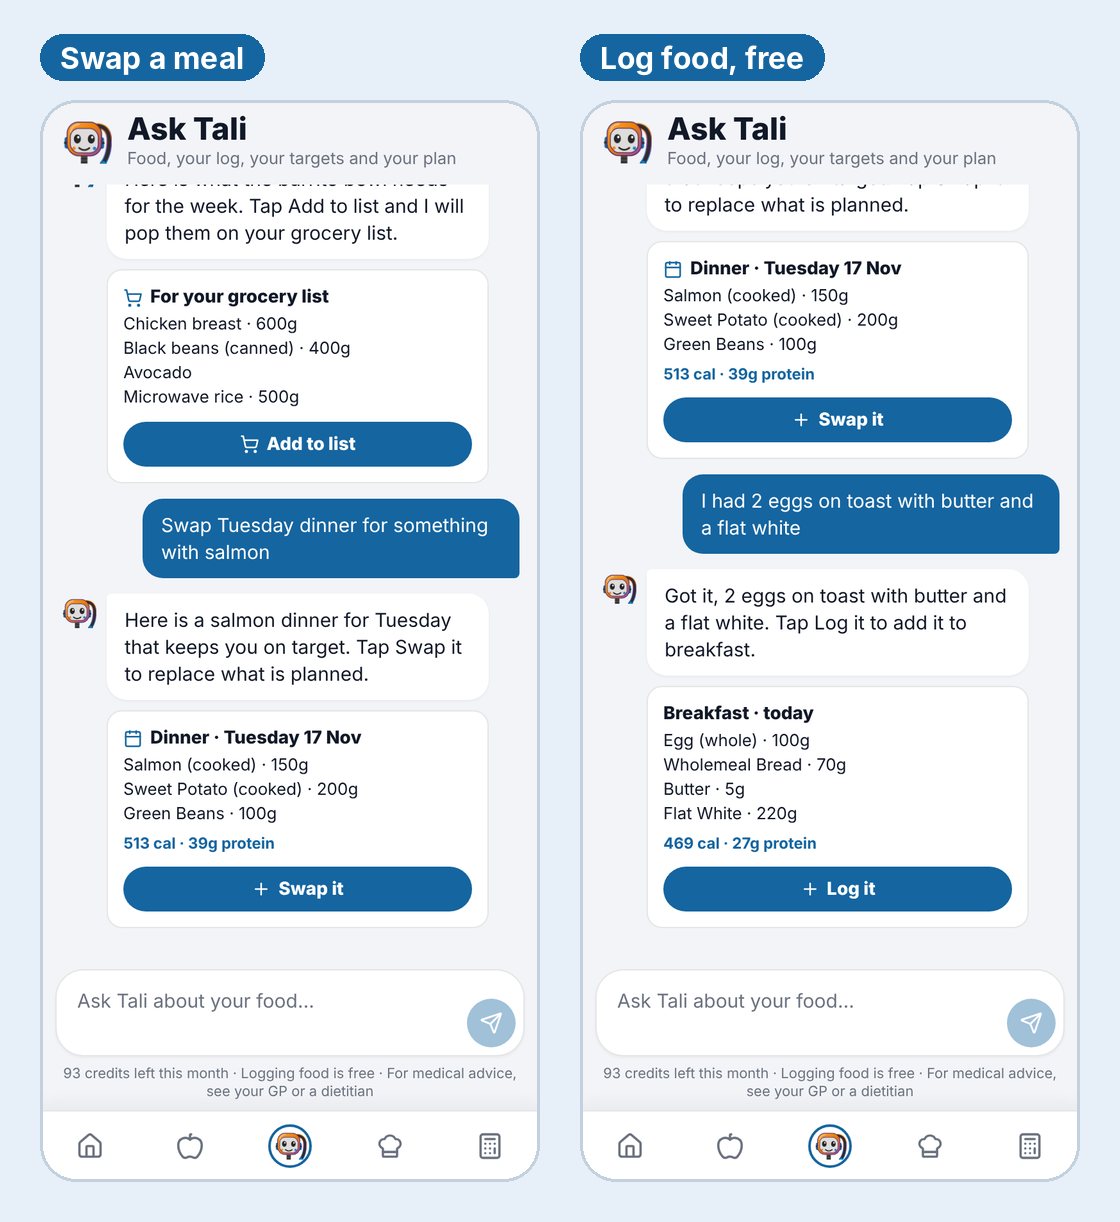 Swap a meal
Ask Tali
Food, your log, your targets and your plan
Here is what the burrito bowl needs
for the week. Tap Add to list and I will
pop them on your grocery list.
For your grocery list
Chicken breast · 600g
Black beans (canned) · 400g
Avocado
Microwave rice · 500g
Add to list
Swap Tuesday dinner for something
with salmon
Here is a salmon dinner for Tuesday
that keeps you on target. Tap Swap it
to replace what is planned.
Dinner · Tuesday 17 Nov
Salmon (cooked) · 150g
Sweet Potato (cooked) · 200g
Green Beans · 100g
513 cal · 39g protein
+ Swap it
Ask Tali about your food...
93 credits left this month · Logging food is free · For medical advice,
see your GP or a dietitian
Log food, free
Ask Tali
Food, your log, your targets and your plan
to replace what is planned.
Dinner · Tuesday 17 Nov
Salmon (cooked) · 150g
Sweet Potato (cooked) · 200g
Green Beans · 100g
513 cal · 39g protein
+ Swap it
I had 2 eggs on toast with butter and
a flat white
Got it, 2 eggs on toast with butter and
a flat white. Tap Log it to add it to
breakfast.
Breakfast · today
Egg (whole) · 100g
Wholemeal Bread · 70g
Butter · 5g
Flat White · 220g
469 cal · 27g protein
+ Log it
Ask Tali about your food...
93 credits left this month · Logging food is free · For medical advice,
see your GP or a dietitian